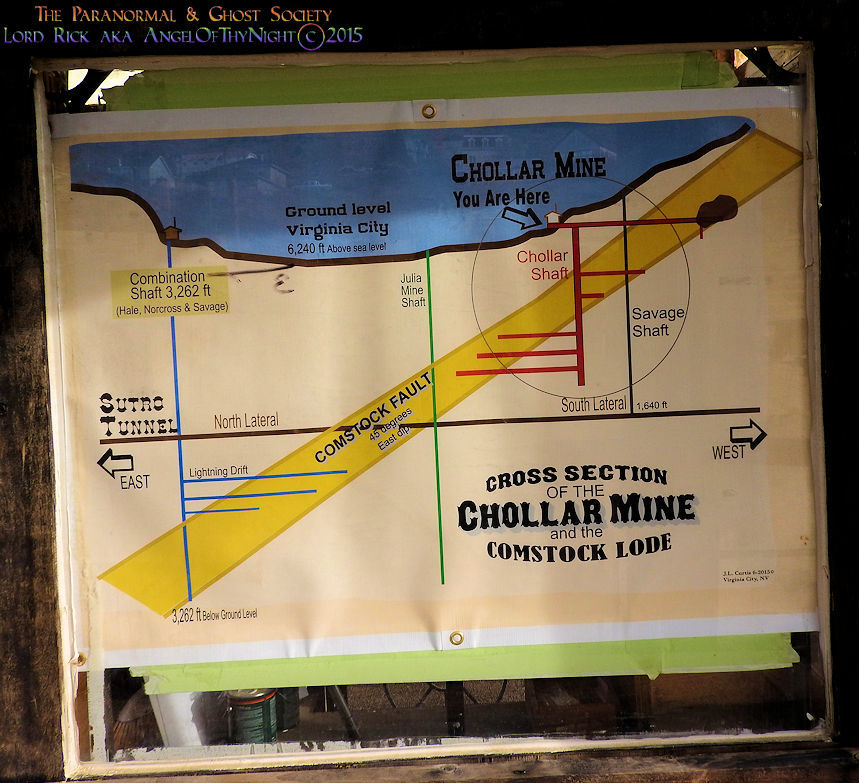 The Paranormal & Ghost Society
Lord Rick aka AngelOfThyNight©2015
Chollar Mine
You Are Here
Ground level
Virginia City
6,240 ft Above sea level
Combination
Shaft 3,262 ft
(Hale, Norcross & Savage)
Julia
Mine
Shaft
Chollar
Shaft
Savage
Shaft
Sutro
Tunnel
North Lateral
South Lateral 1,640 ft
COMSTOCK FAULT
45 degrees
East dip
EAST
WEST
Lightning Drift
CROSS SECTION
OF THE
CHOLLAR MINE
and the
COMSTOCK LODE
J.L. Curtis 6-2015©
Virginia City, NV
3,262 ft Below Ground Level